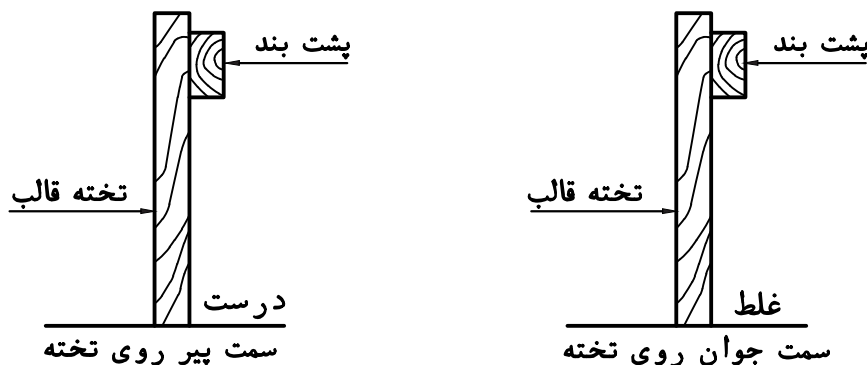 پشت بند
تخته قالب
درست
سمت پیر روی تخته
پشت بند
تخته قالب
غلط
سمت جوان روی تخته